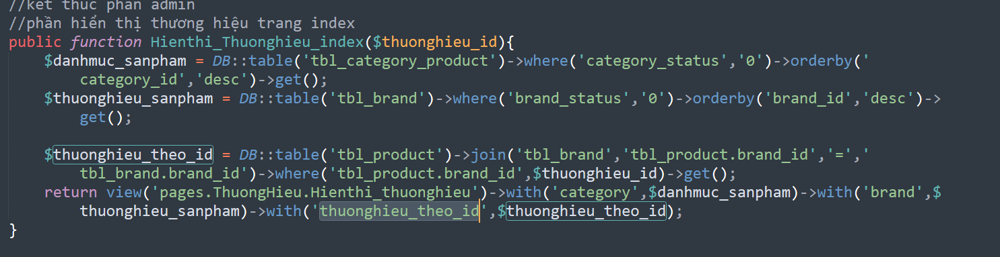 //kết thúc phần admin
//phần hiển thị thương hiệu trang index
public function Hienthi_Thuonghieu_index($thuonghieu_id){
$danhmuc_sanpham = DB::table('tbl_category_product')->where('category_status','0')->orderby('
category_id','desc')->get();
$thuonghieu_sanpham = DB::table('tbl_brand')->where('brand_status','0')->orderby('brand_id','desc')->
get();
$thuonghieu_theo_id = DB::table('tbl_product')->join('tbl_brand','tbl_product.brand_id','=','
tbl_brand.brand_id')->where('tbl_product.brand_id',$thuonghieu_id)->get();
return view('pages.ThuongHieu.Hienthi_thuonghieu')->with('category',$danhmuc_sanpham)->with('brand',$
thuonghieu_sanpham)->with('thuonghieu_theo_id',$thuonghieu_theo_id);
}